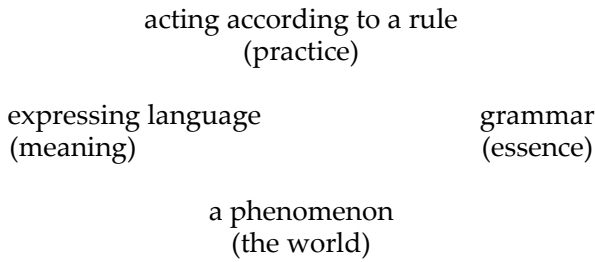 acting according to a rule
(practice)
expressing language grammar
(meaning) (essence)
a phenomenon
(the world)